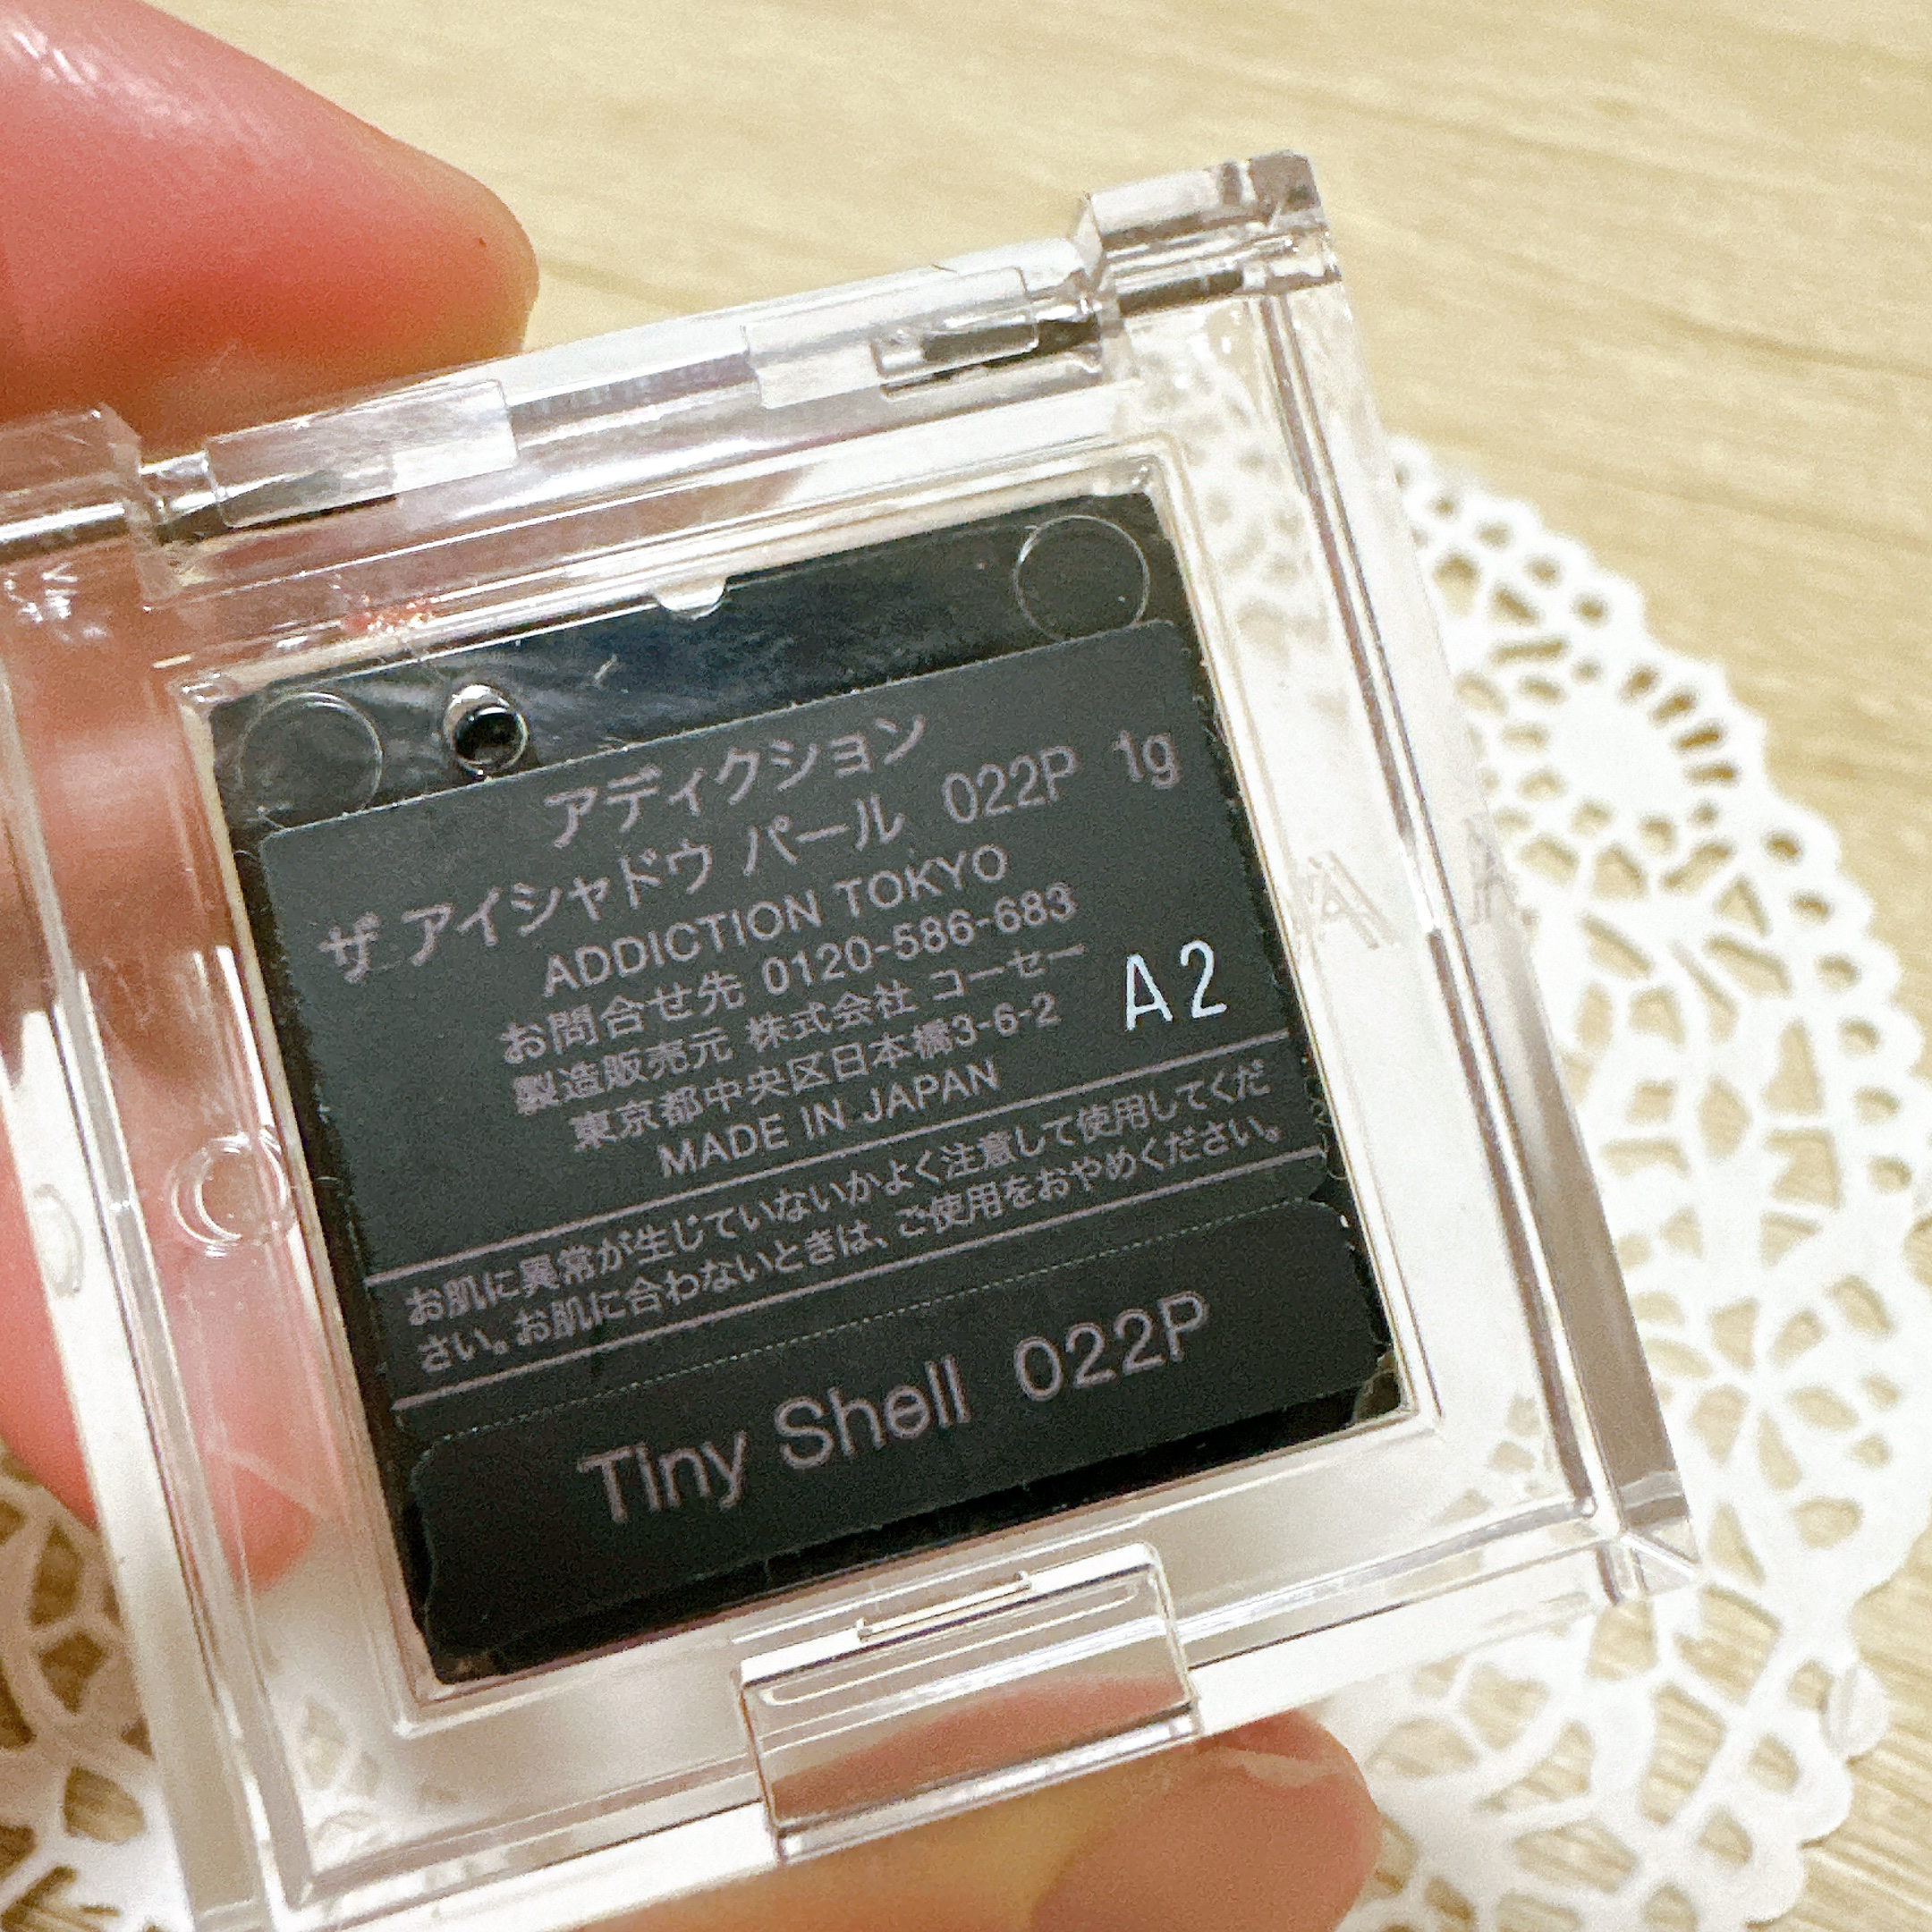 アディクション
ザ アイシャドウ パール 022P 1g
ADDICTION TOKYO
お問合せ先 0120-586-683
製造販売元 株式会社 コーセー
東京都中央区日本橋3-6-2
MADE IN JAPAN
A2
お肌に異常が生じていないかよく注意して使用してくだ
さい。お肌に合わないときは、ご使用をおやめください。
Tiny Shell 022P